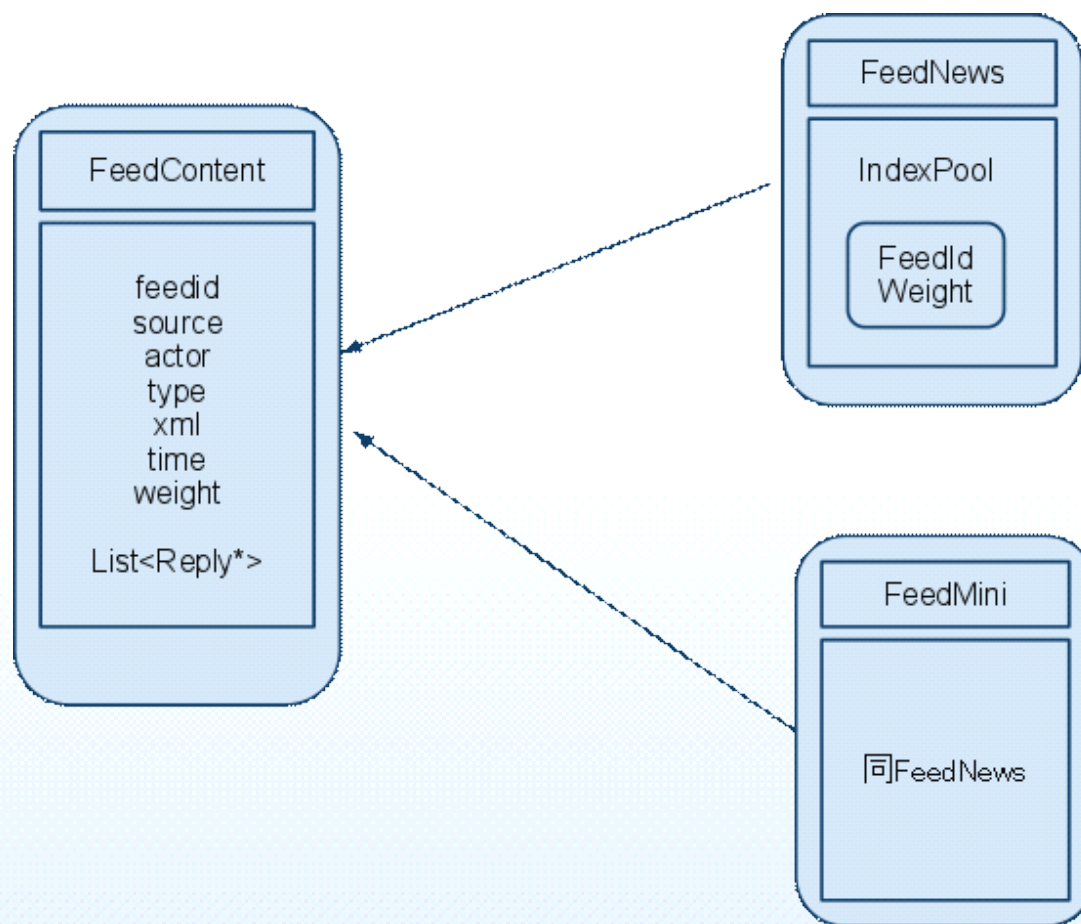 FeedContent
feedid
source
actor
type
xml
time
weight
List<Reply*>
FeedNews
IndexPool
FeedId
Weight
FeedMini
同FeedNews